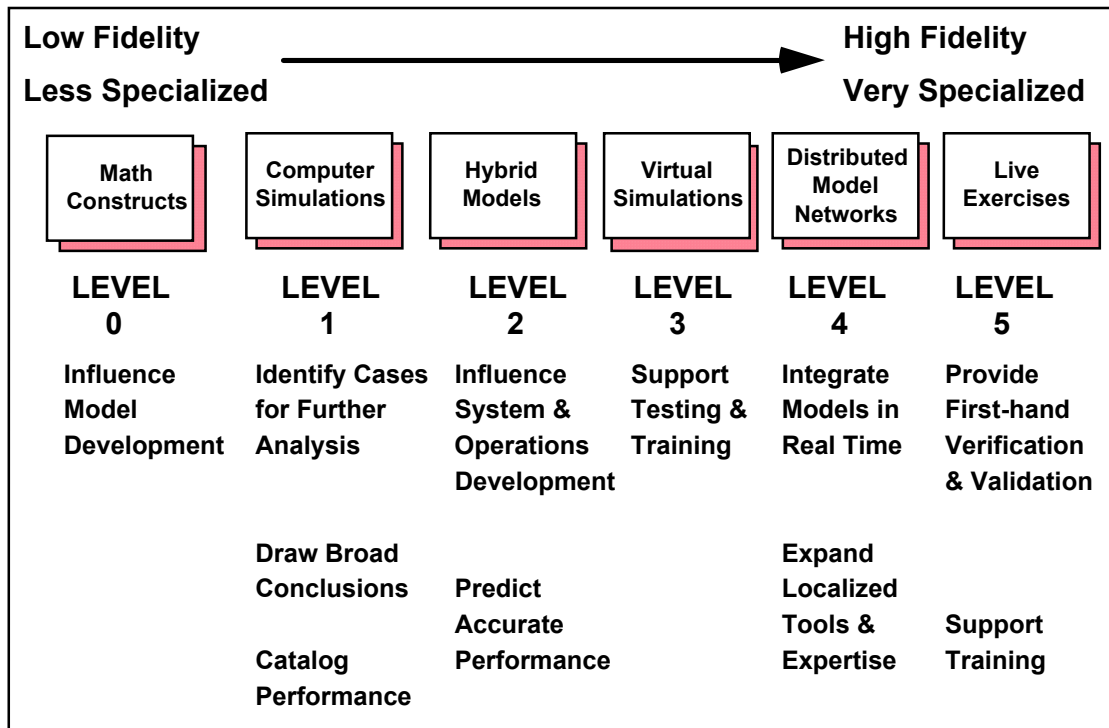 Low Fidelity
Less Specialized
High Fidelity
Very Specialized
Math
Constructs
Computer
Simulations
Hybrid
Models
Virtual
Simulations
Distributed
Model
Networks
Live
Exercises
LEVEL
0
LEVEL
1
LEVEL
2
LEVEL
3
LEVEL
4
LEVEL
5
Influence
Model
Development
Identify Cases
for Further
Analysis
Draw Broad
Conclusions
Catalog
Performance
Influence
System &
Operations
Development
Predict
Accurate
Performance
Support
Testing &
Training
Integrate
Models in
Real Time
Expand
Localized
Tools &
Expertise
Provide
First-hand
Verification
& Validation
Support
Training